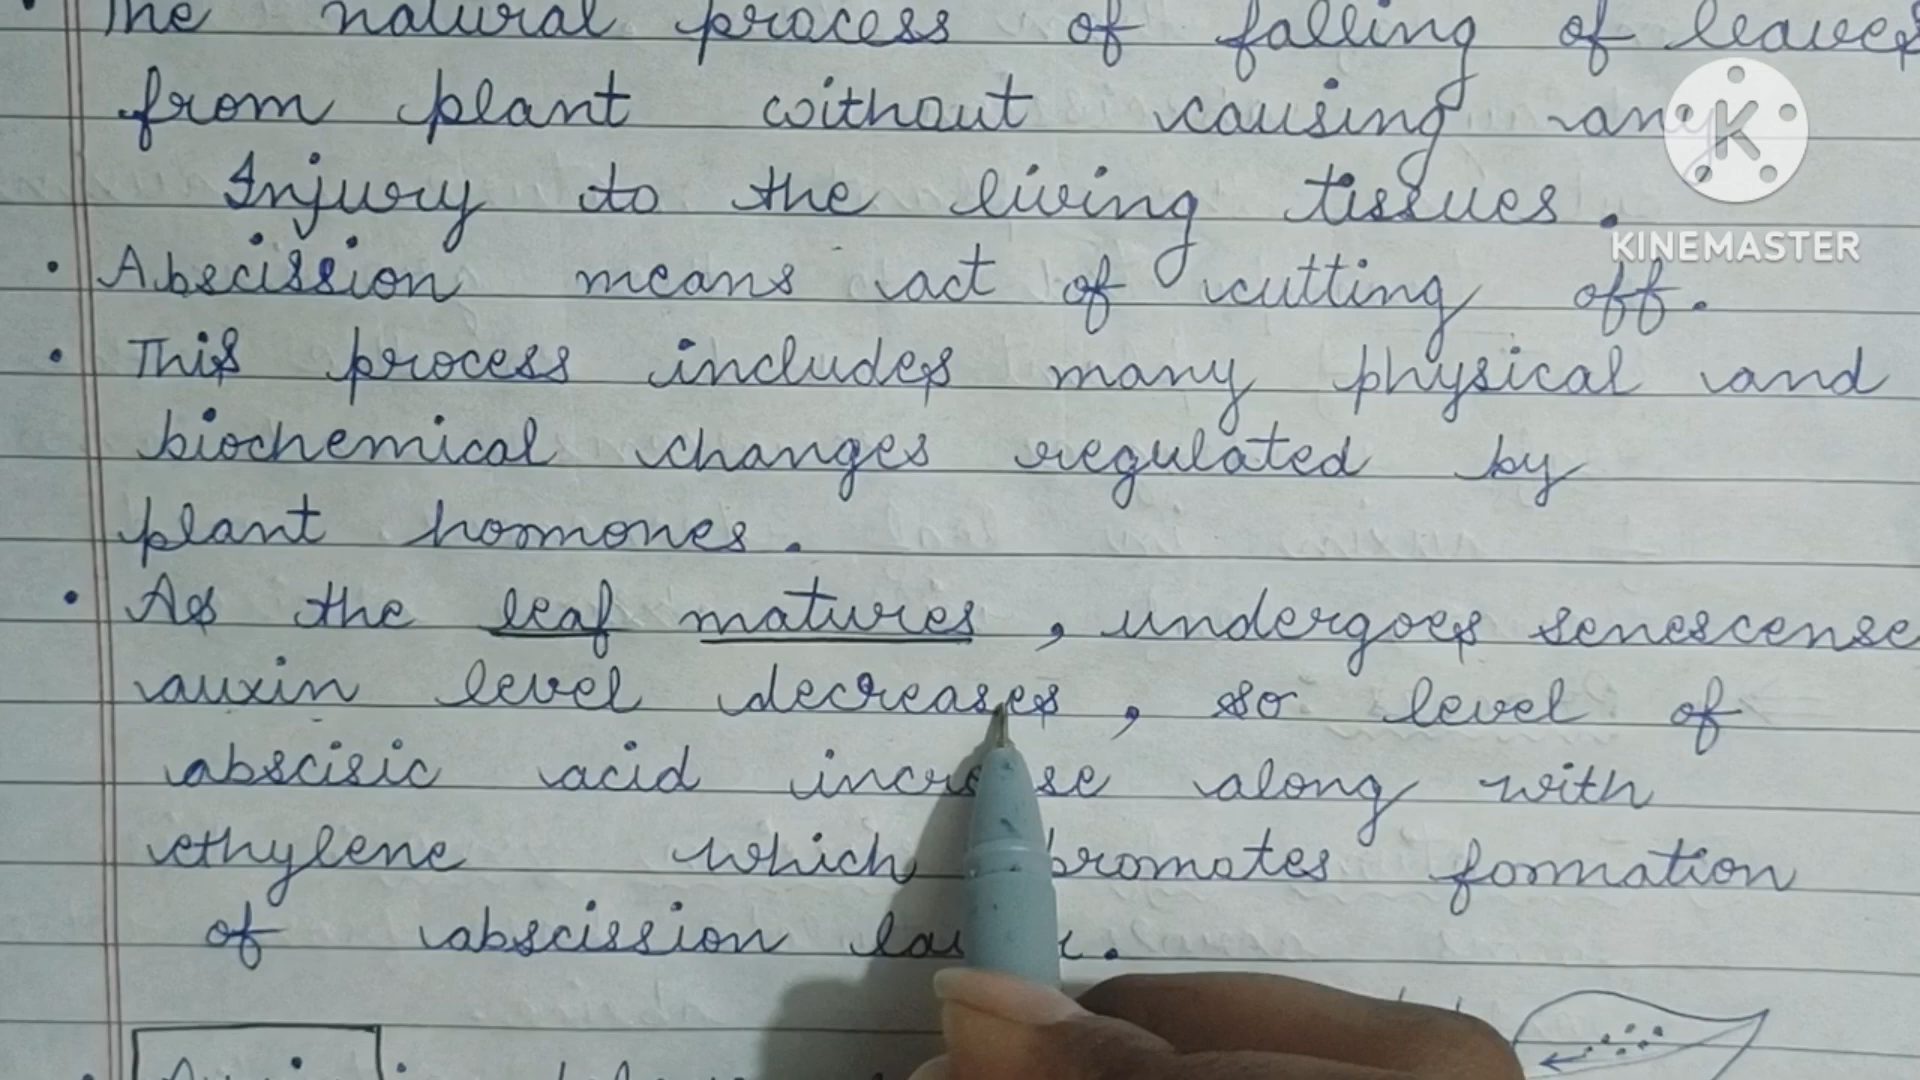 The natural process of falling of leaves
from plant without causing any
Injury to the living tissues.
KINEMASTER
• Abscission means act of cutting off.
• This process includes many physical and
biochemical changes regulated by
plant homones.
• As the leaf matures, undergoes senescense
auxin level decreases, so level of
abscisic acid increase along with
ethylene which promotes formation
of abscission